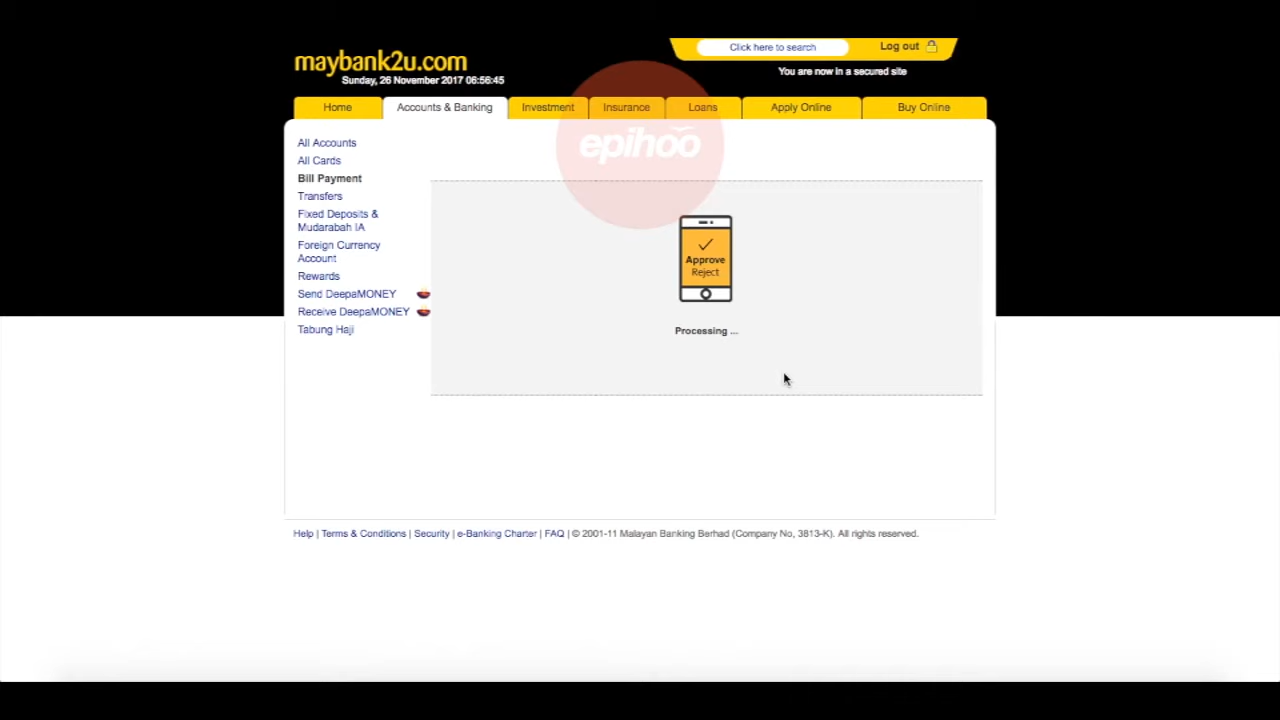 maybank2u.com
Sunday, 26 November 2017 06:56:45
Click here to search
Log out
You are now in a secured site
Home
Accounts & Banking
Investment
Insurance
Loans
Apply Online
Buy Online
epihoo
All Accounts
All Cards
Bill Payment
Transfers
Fixed Deposits &
Mudarabah IA
Foreign Currency
Account
Rewards
Send DeepaMONEY
Receive DeepaMONEY
Tabung Haji
Approve
Reject
Processing ...
Help | Terms & Conditions | Security | e-Banking Charter | FAQ | © 2001-11 Malayan Banking Berhad (Company No, 3813-K). All rights reserved.